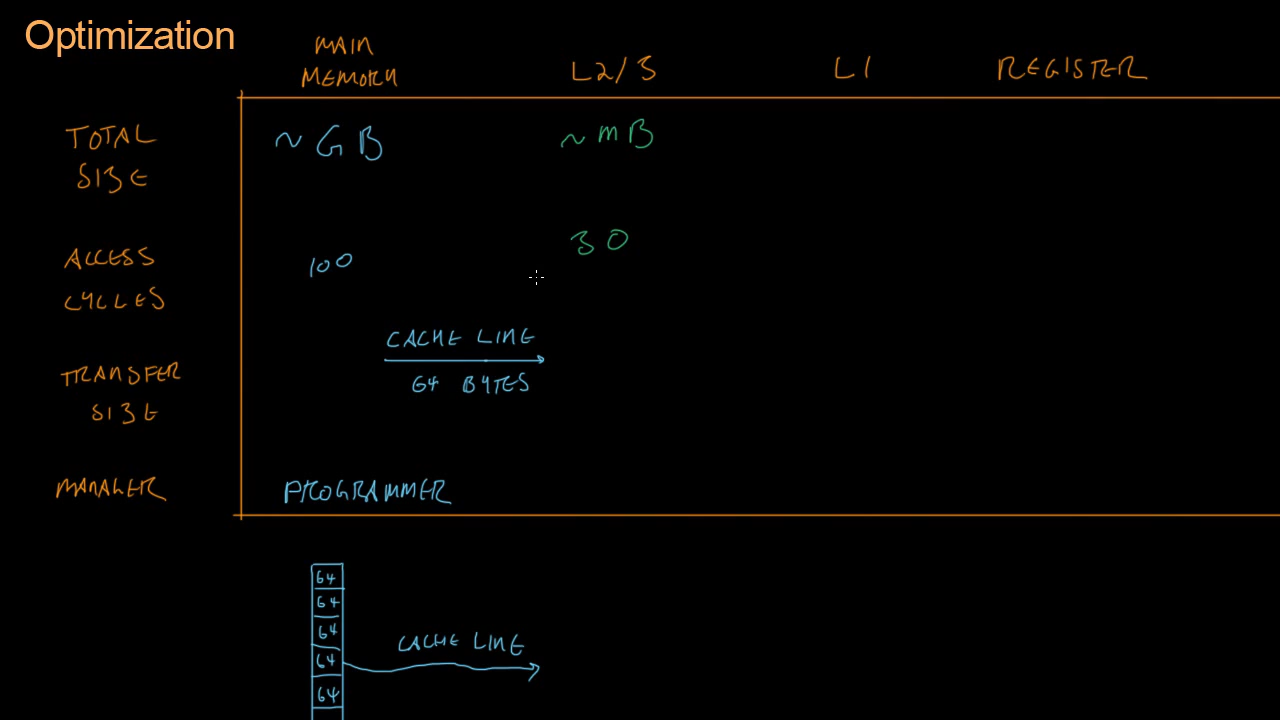 Optimization
MAIN
MEMORY
L2/3
L1
REGISTER
TOTAL
SIZE
~ GB
~ MB
ACCESS
CYCLES
100
30
TRANSFER
SIZE
CACHE LINE
64 BYTES
MANAGER
PROGRAMMER
64
64
64
64
64
CACHE LINE